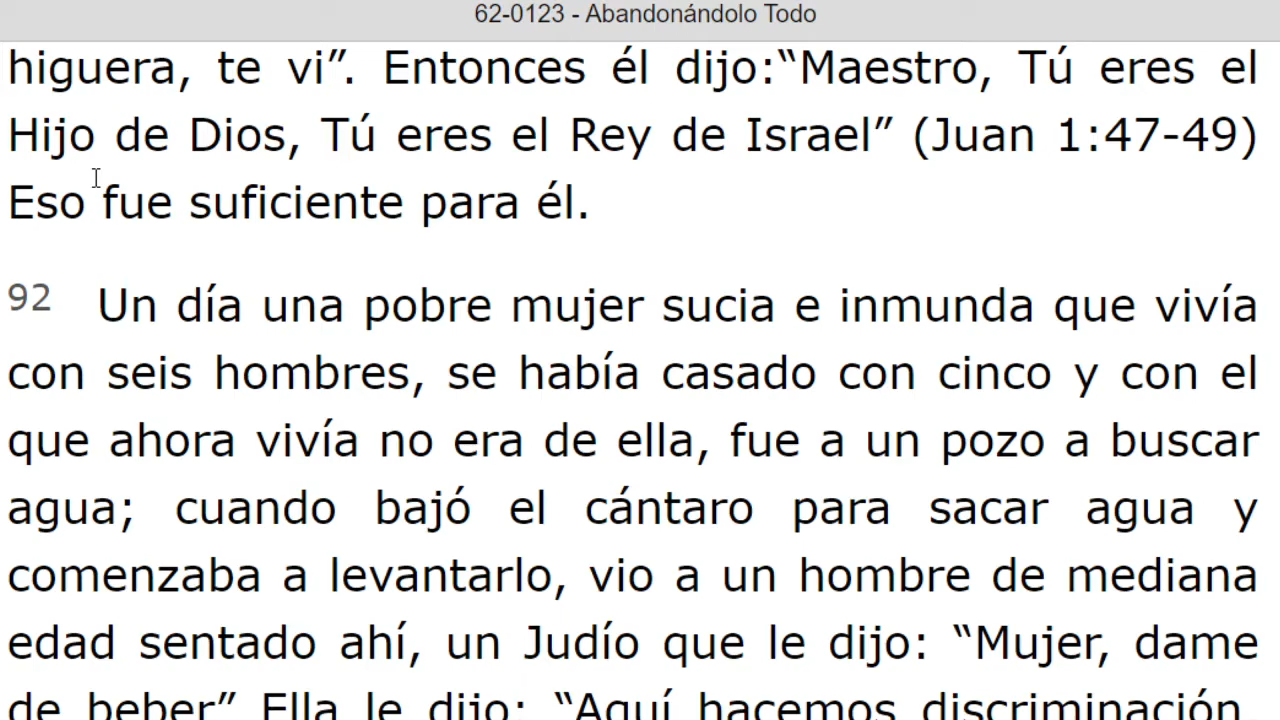 62-0123 - Abandonándolo Todo
higuera, te vi”. Entonces él dijo:“Maestro, Tú eres el
Hijo de Dios, Tú eres el Rey de Israel” (Juan 1:47-49)
Eso fue suficiente para él.
92 Un día una pobre mujer sucia e inmunda que vivía
con seis hombres, se había casado con cinco y con el
que ahora vivía no era de ella, fue a un pozo a buscar
agua; cuando bajó el cántaro para sacar agua y
comenzaba a levantarlo, vio a un hombre de mediana
edad sentado ahí, un Judío que le dijo: “Mujer, dame
de beber” Ella le dijo: “Aquí hacemos discriminación.